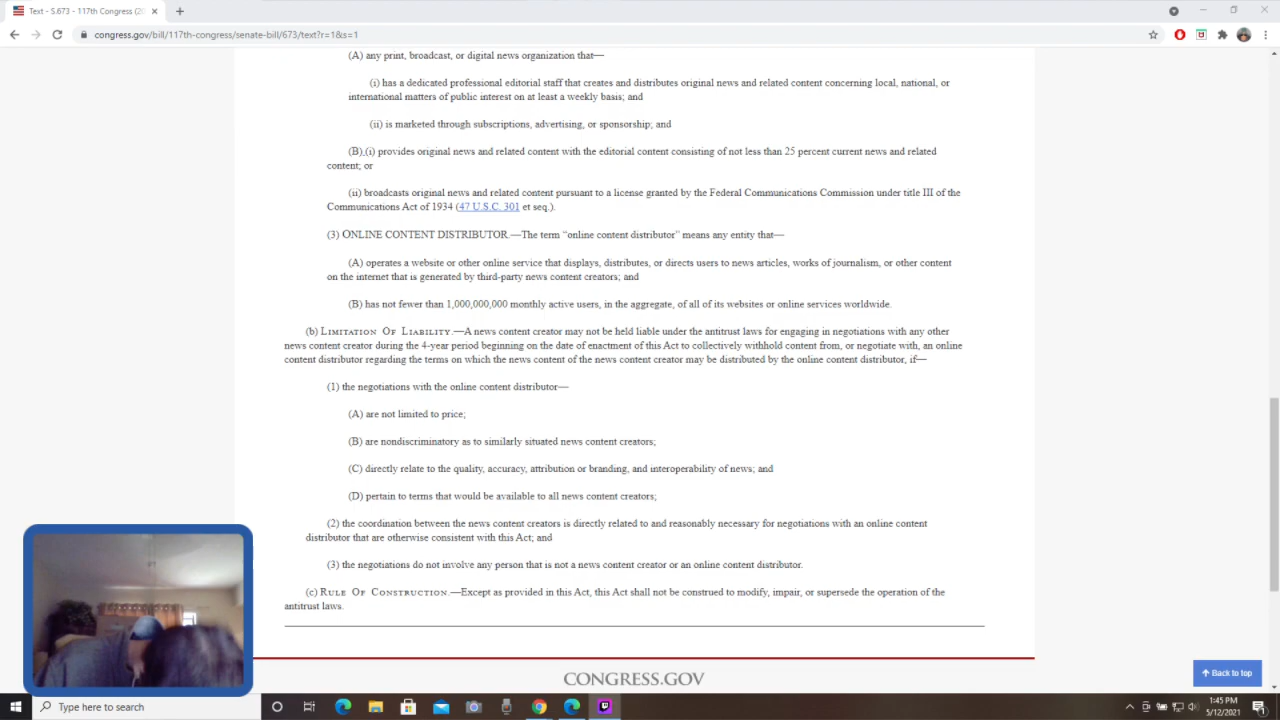 Text - S.673 - 117th Congress (20
congress.gov/bill/117th-congress/senate-bill/673/text?r=1&s=1
(A) any print, broadcast, or digital news organization that—
(i) has a dedicated professional editorial staff that creates and distributes original news and related content concerning local, national, or
international matters of public interest on at least a weekly basis; and
(ii) is marketed through subscriptions, advertising, or sponsorship; and
(B) (i) provides original news and related content with the editorial content consisting of not less than 25 percent current news and related
content; or
(ii) broadcasts original news and related content pursuant to a license granted by the Federal Communications Commission under title III of the
Communications Act of 1934 (47 U.S.C. 301 et seq.).
(3) ONLINE CONTENT DISTRIBUTOR.—The term “online content distributor” means any entity that—
(A) operates a website or other online service that displays, distributes, or directs users to news articles, works of journalism, or other content
on the internet that is generated by third-party news content creators; and
(B) has not fewer than 1,000,000,000 monthly active users, in the aggregate, of all of its websites or online services worldwide.
(b) LIMITATION OF LIABILITY.—A news content creator may not be held liable under the antitrust laws for engaging in negotiations with any other
news content creator during the 4-year period beginning on the date of enactment of this Act to collectively withhold content from, or negotiate with, an online
content distributor regarding the terms on which the news content of the news content creator may be distributed by the online content distributor, if—
(1) the negotiations with the online content distributor—
(A) are not limited to price;
(B) are nondiscriminatory as to similarly situated news content creators;
(C) directly relate to the quality, accuracy, attribution or branding, and interoperability of news; and
(D) pertain to terms that would be available to all news content creators;
(2) the coordination between the news content creators is directly related to and reasonably necessary for negotiations with an online content
distributor that are otherwise consistent with this Act; and
(3) the negotiations do not involve any person that is not a news content creator or an online content distributor.
(c) RULE OF CONSTRUCTION.—Except as provided in this Act, this Act shall not be construed to modify, impair, or supersede the operation of the
antitrust laws.
Back to top
CONGRESS.GOV
Type here to search
1:45 PM
5/12/2021